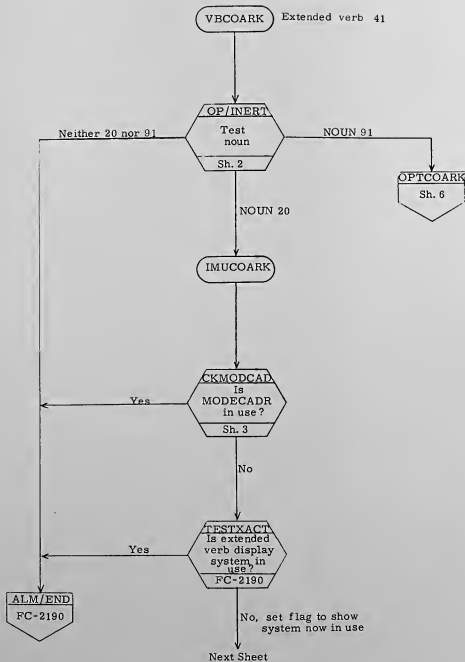 VBCOARK
Extended verb 41
OP/INERT
Test
noun
Sh. 2
Neither 20 nor 91
NOUN 91
OPTCOARK
Sh. 6
NOUN 20
IMUCOARK
CKMODCAD
Is
MODECADR
in use?
Sh. 3
Yes
No
TESTXACT
Is extended
verb display
system in
use?
FC-2190
Yes
ALM/END
FC-2190
No, set flag to show
system now in use
Next Sheet